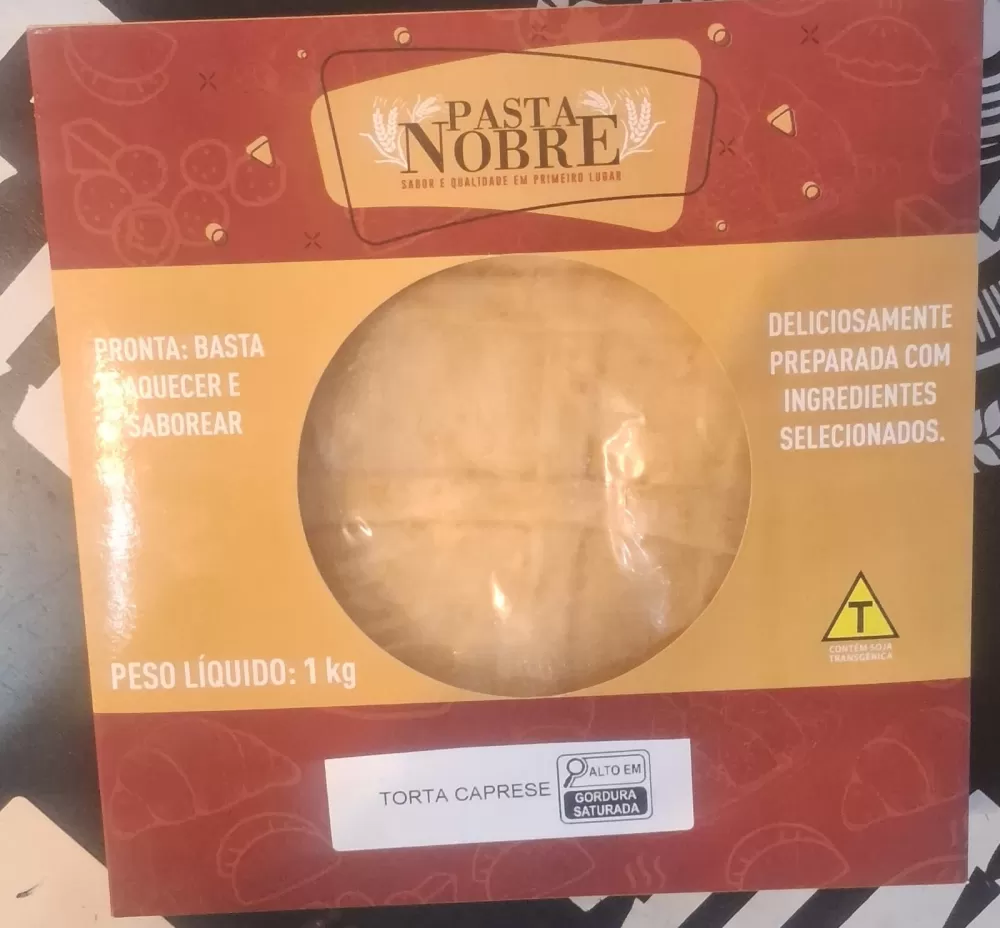 PASTA
NOBRE
SABOR E QUALIDADE EM PRIMEIRO LUGAR
PRONTA: BASTA
AQUECER E
SABOREAR
DELICIOSAMENTE
PREPARADA COM
INGREDIENTES
SELECIONADOS.
T
CONTÉM SOJA
TRANSGÊNICA
PESO LÍQUIDO: 1 kg
TORTA CAPRESE
ALTO EM
GORDURA
SATURADA